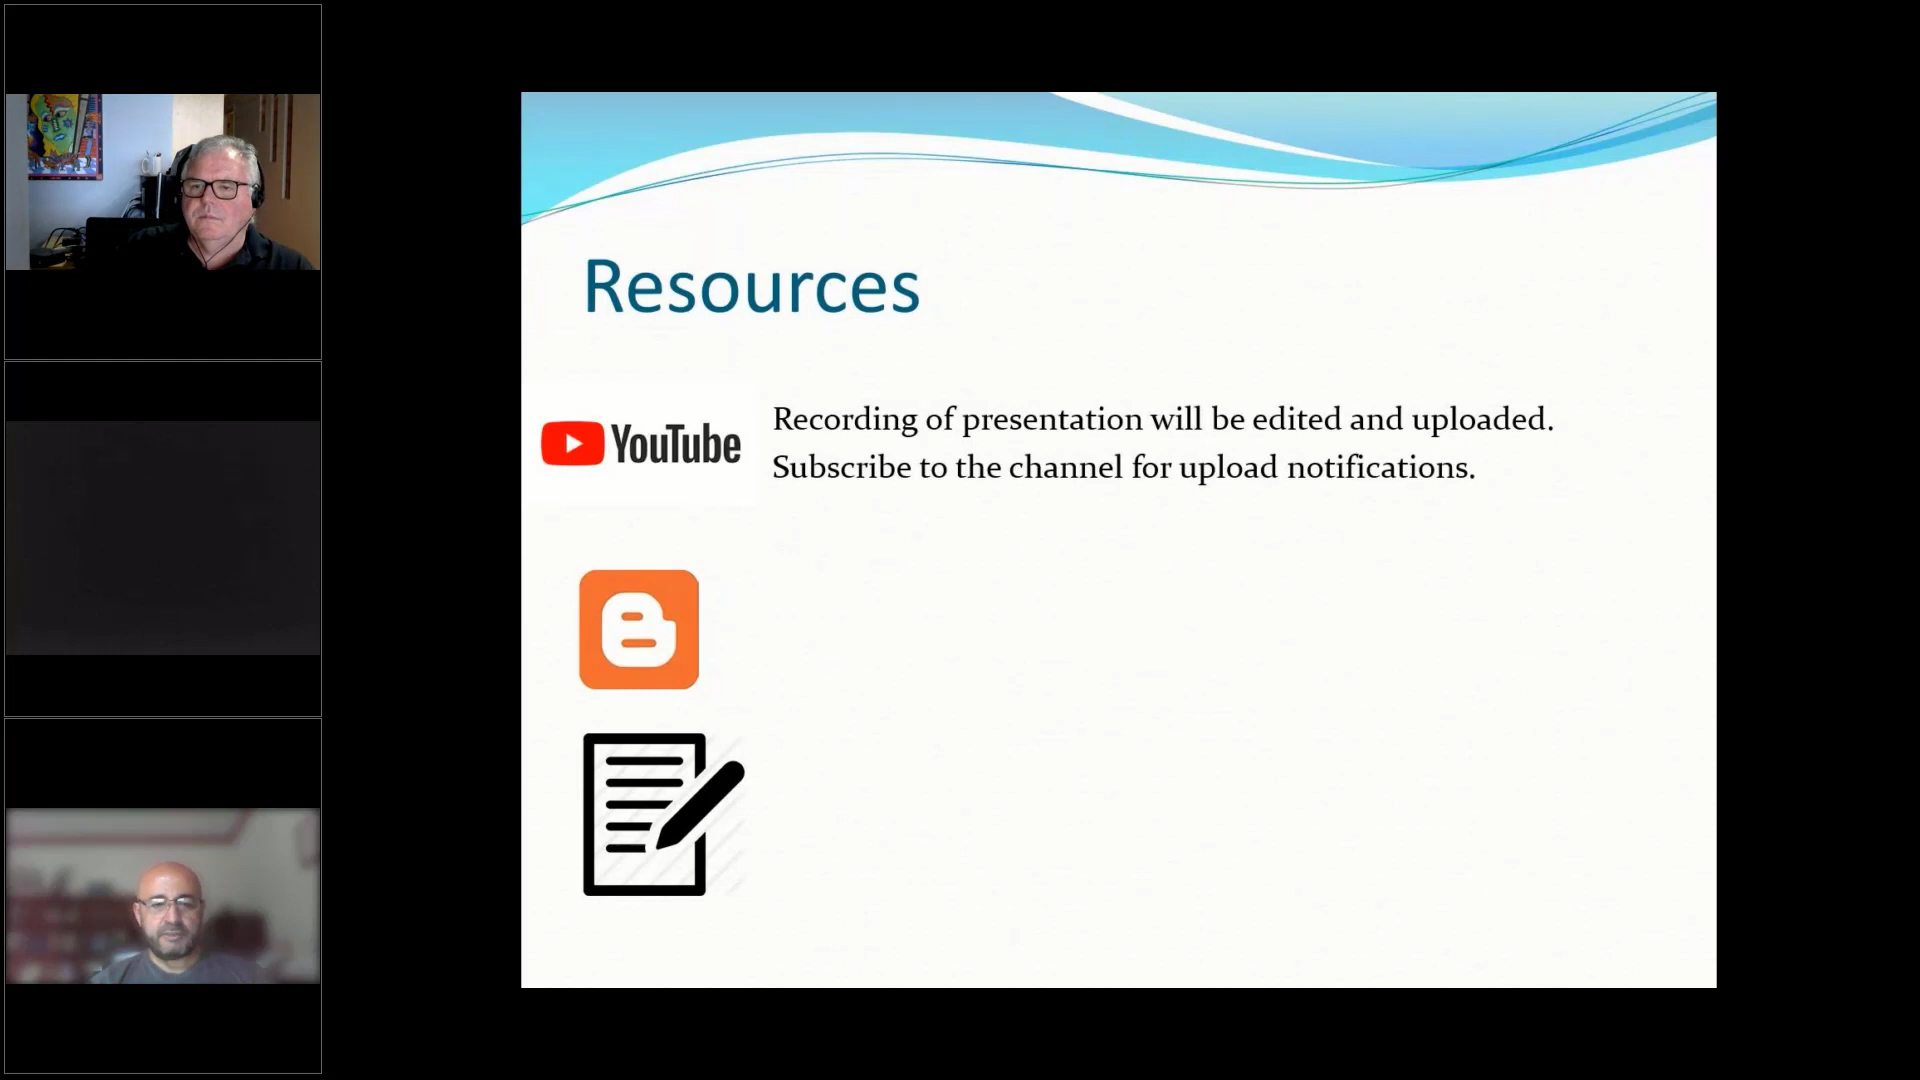 Resources
YouTube
Recording of presentation will be edited and uploaded.
Subscribe to the channel for upload notifications.